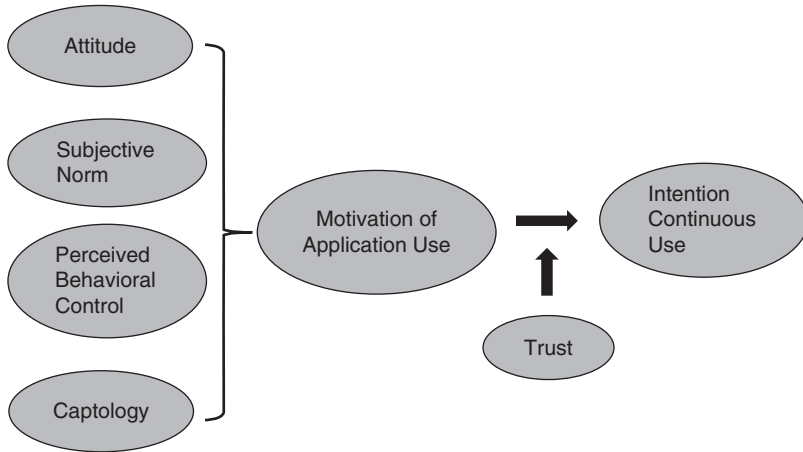 Attitude
Subjective
Norm
Perceived
Behavioral
Control
Captology
Motivation of
Application Use
Trust
Intention
Continuous
Use